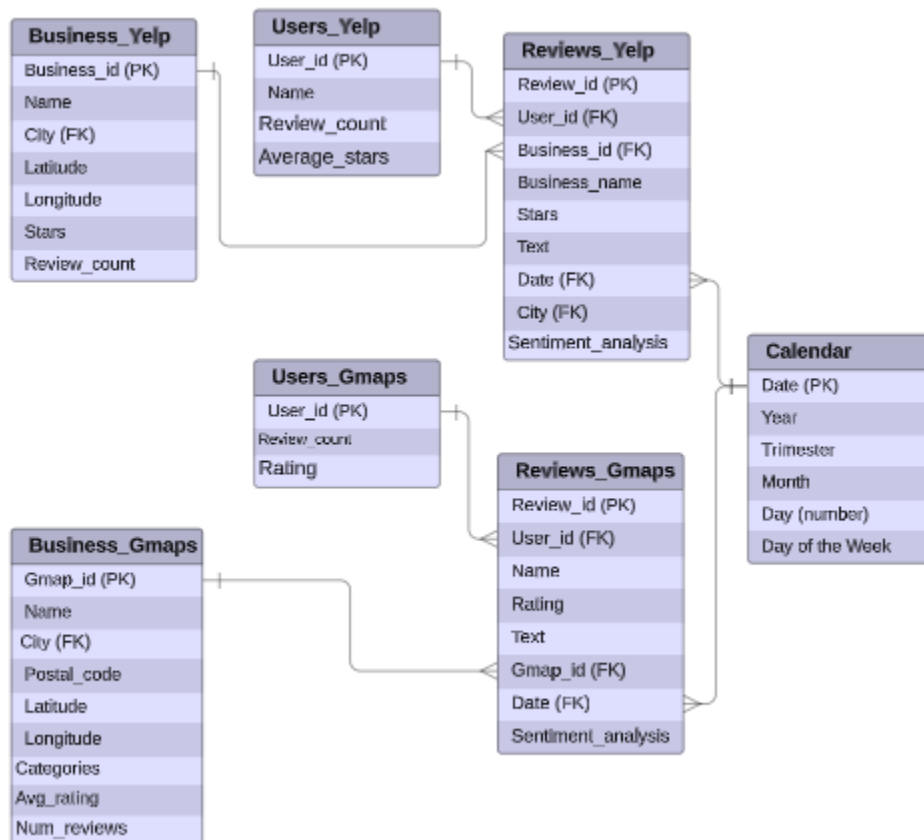 Business_Yelp
Business_id (PK)
Name
City (FK)
Latitude
Longitude
Stars
Review_count
Users_Yelp
User_id (PK)
Name
Review_count
Average_stars
Reviews_Yelp
Review_id (PK)
User_id (FK)
Business_id (FK)
Business_name
Stars
Text
Date (FK)
City (FK)
Sentiment_analysis
Users_Gmaps
User_id (PK)
Review_count
Rating
Calendar
Date (PK)
Year
Trimester
Month
Day (number)
Day of the Week
Reviews_Gmaps
Review_id (PK)
User_id (FK)
Name
Rating
Text
Gmap_id (FK)
Date (FK)
Sentiment_analysis
Business_Gmaps
Gmap_id (PK)
Name
City (FK)
Postal_code
Latitude
Longitude
Categories
Avg_rating
Num_reviews